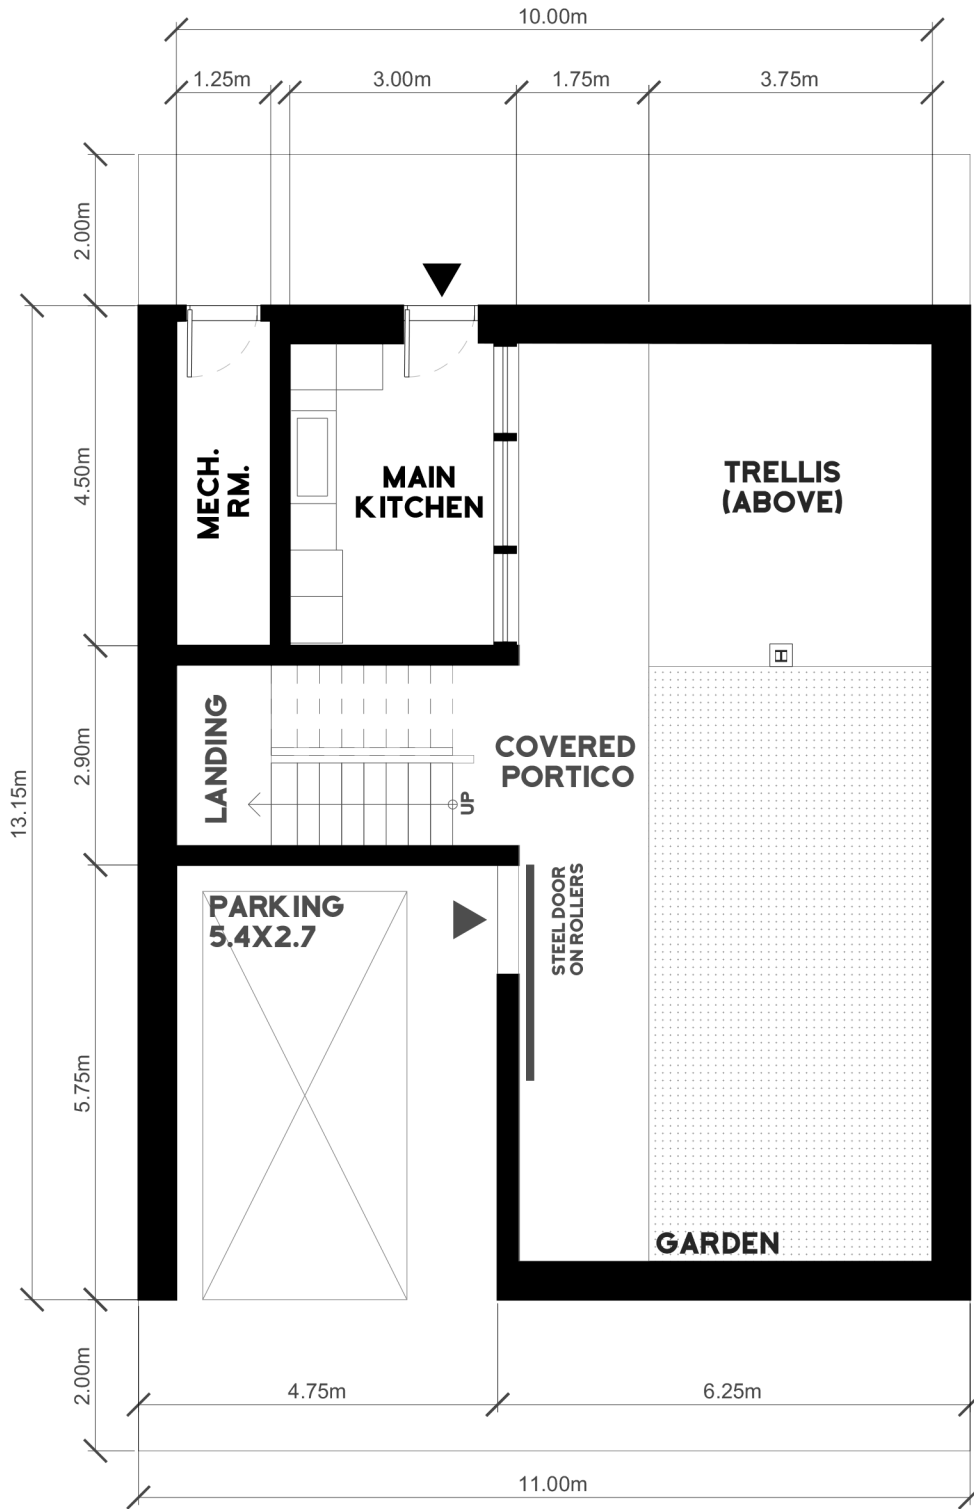 10.00m
1.25m
3.00m
1.75m
3.75m
2.00m
4.50m
2.90m
13.15m
5.75m
2.00m
MECH.
RM.
MAIN
KITCHEN
TRELLIS
(ABOVE)
H
LANDING
UP
COVERED
PORTICO
PARKING
5.4X2.7
STEEL DOOR
ON ROLLERS
GARDEN
4.75m
6.25m
11.00m